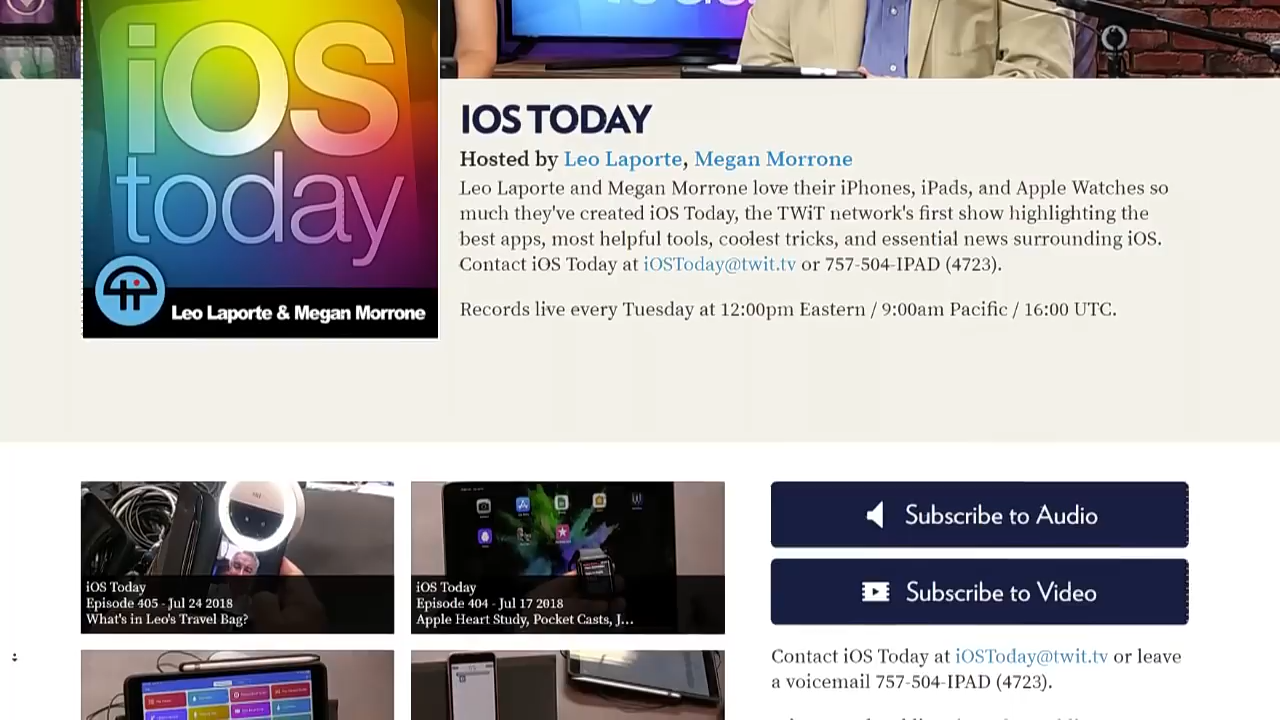 iOS
today
Leo Laporte & Megan Morrone
IOS TODAY
Hosted by Leo Laporte, Megan Morrone
Leo Laporte and Megan Morrone love their iPhones, iPads, and Apple Watches so
much they've created iOS Today, the TWiT network's first show highlighting the
best apps, most helpful tools, coolest tricks, and essential news surrounding iOS.
Contact iOS Today at iOSToday@twit.tv or 757-504-IPAD (4723).
Records live every Tuesday at 12:00pm Eastern / 9:00am Pacific / 16:00 UTC.
iOS Today
Episode 405 - Jul 24 2018
What's in Leo's Travel Bag?
iOS Today
Episode 404 - Jul 17 2018
Apple Heart Study, Pocket Casts, J...
Subscribe to Audio
Subscribe to Video
Contact iOS Today at iOSToday@twit.tv or leave
a voicemail 757-504-IPAD (4723).